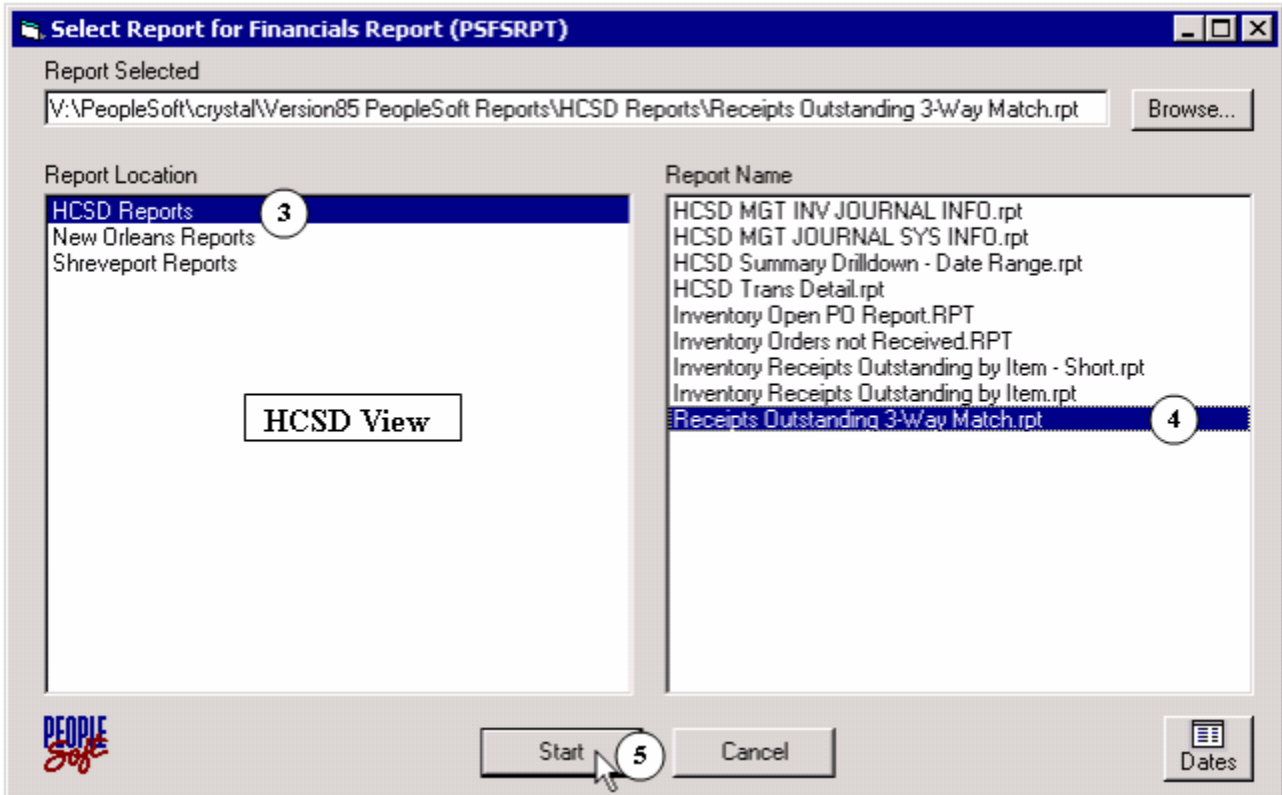 Select Report for Financials Report (PSFSRPT)
Report Selected
V:\PeopleSoft\crystal\Version85 PeopleSoft Reports\HCSD Reports\Receipts Outstanding 3-Way Match.rpt
Browse...
Report Location
HCSD Reports
3
New Orleans Reports
Shreveport Reports
HCSD View
Report Name
HCSD MGT INV JOURNAL INFO.rpt
HCSD MGT JOURNAL SYS INFO.rpt
HCSD Summary Drilldown - Date Range.rpt
HCSD Trans Detail.rpt
Inventory Open PO Report.RPT
Inventory Orders not Received.RPT
Inventory Receipts Outstanding by Item - Short.rpt
Inventory Receipts Outstanding by Item.rpt
Receipts Outstanding 3-Way Match.rpt
4
PEOPLE
Soft
Start
5
Cancel
Dates